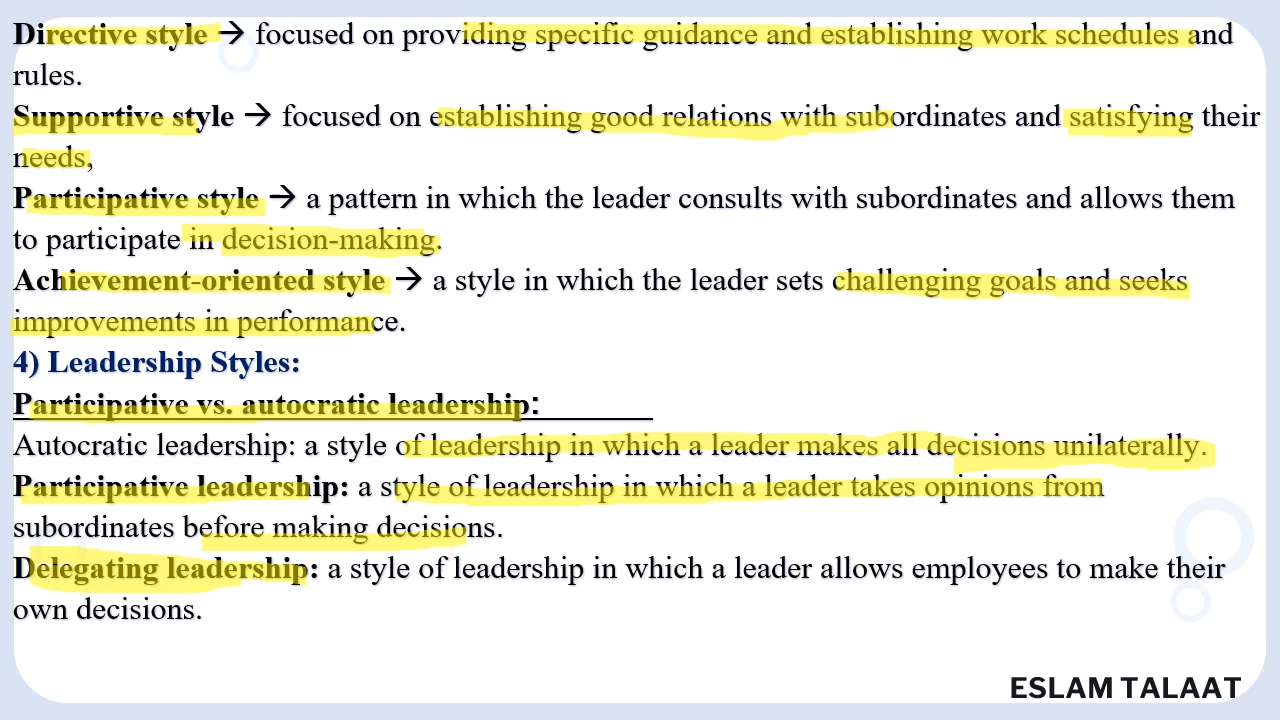 Directive style → focused on providing specific guidance and establishing work schedules and
rules.
Supportive style → focused on establishing good relations with subordinates and satisfying their
needs,
Participative style → a pattern in which the leader consults with subordinates and allows them
to participate in decision-making.
Achievement-oriented style → a style in which the leader sets challenging goals and seeks
improvements in performance.
4) Leadership Styles:
Participative vs. autocratic leadership:
Autocratic leadership: a style of leadership in which a leader makes all decisions unilaterally.
Participative leadership: a style of leadership in which a leader takes opinions from
subordinates before making decisions.
Delegating leadership: a style of leadership in which a leader allows employees to make their
own decisions.
ESLAM TALAAT